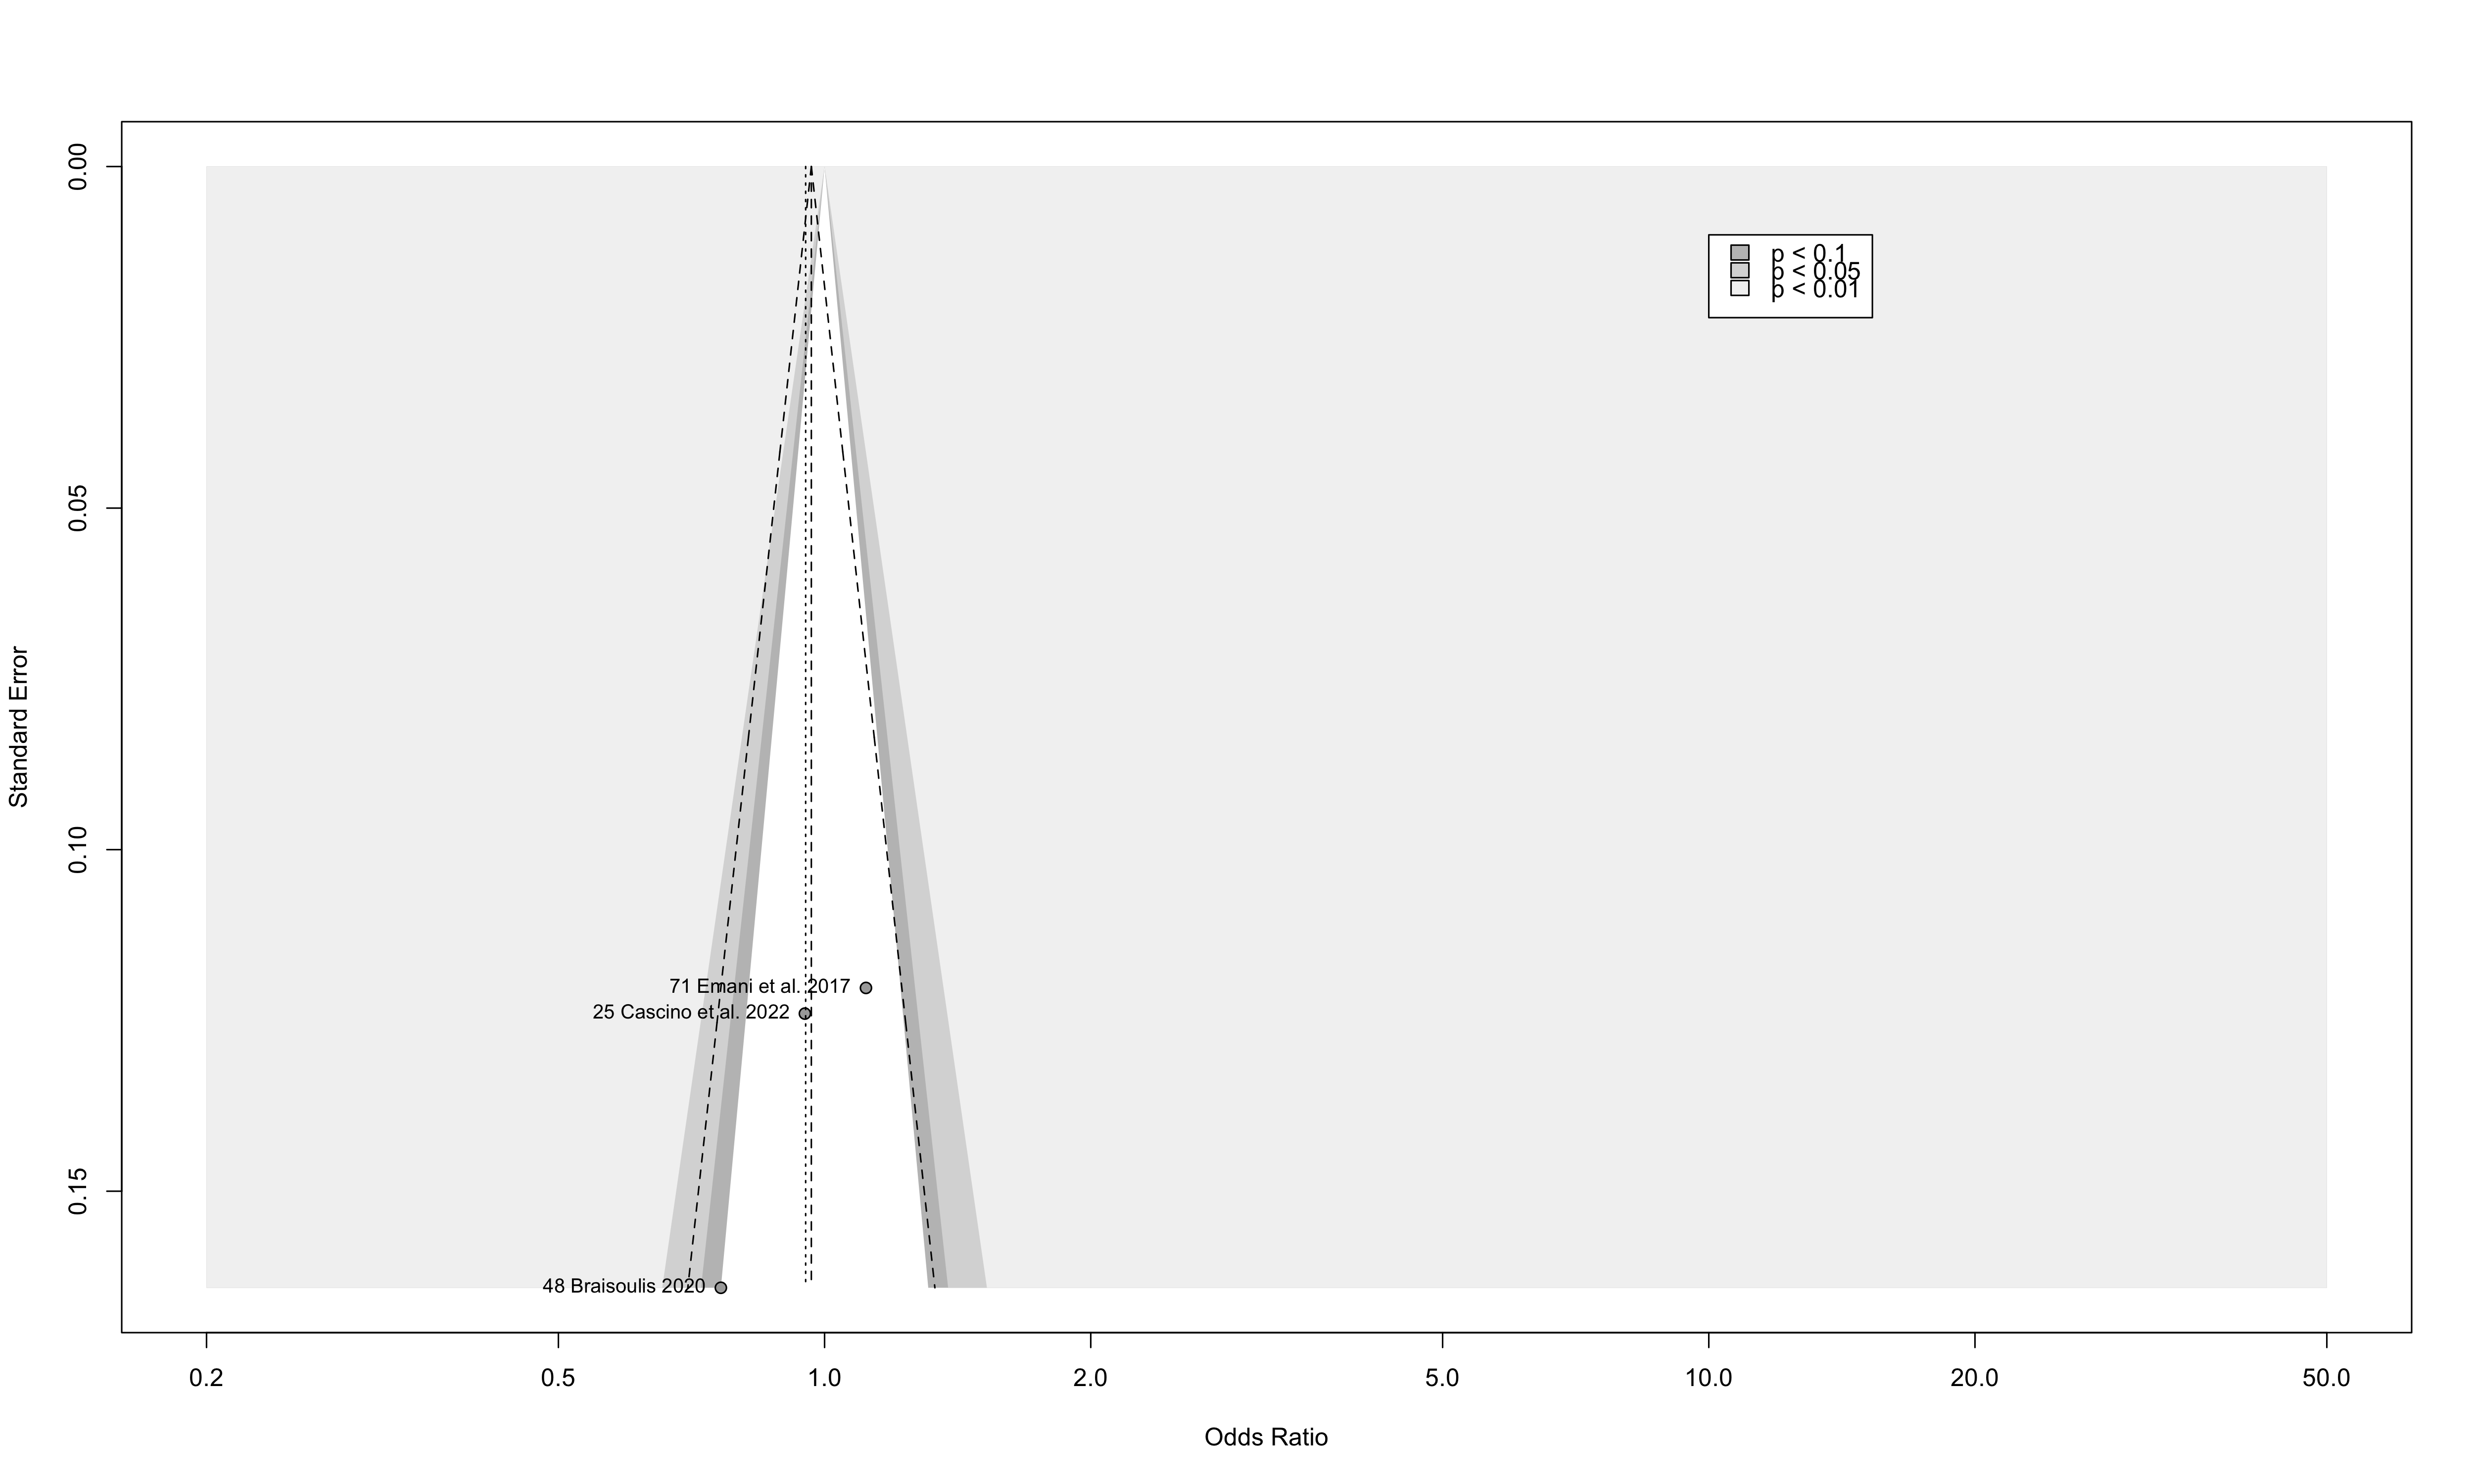 0.00
0.05
0.10
0.15
Standard Error
p < 0.1
p < 0.05
p < 0.01
71 Emani et al. 2017
25 Cascino et al. 2022
48 Braisoulis 2020
0.2 0.5 1.0 2.0 5.0 10.0 20.0 50.0
Odds Ratio